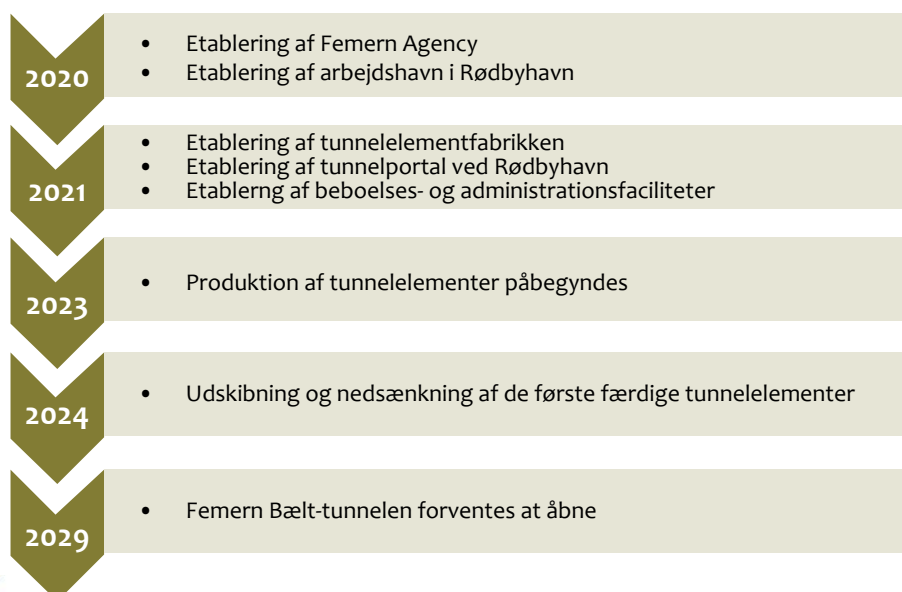 2020
• Etablering af Femern Agency
• Etablering af arbejdshavn i Rødbyhavn
2021
• Etablering af tunnelelementfabrikken
• Etablering af tunnelportal ved Rødbyhavn
• Etablerng af beboelses- og administrationsfaciliteter
2023
• Produktion af tunnelelementer påbegyndes
2024
• Udskibning og nedsænkning af de første færdige tunnelelementer
2029
• Femern Bælt-tunnelen forventes at åbne